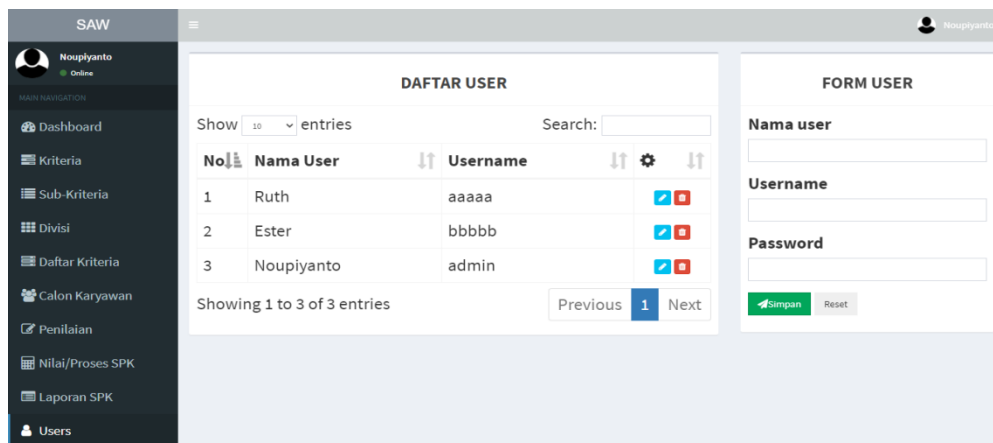 SAW
Noupiyanto
Noupiyanto
Online
MAIN NAVIGATION
Dashboard
Kriteria
Sub-Kriteria
Divisi
Daftar Kriteria
Calon Karyawan
Penilaian
Nilai/Proses SPK
Laporan SPK
Users
DAFTAR USER
Show 10 entries Search:
No Nama User Username
1 Ruth aaaaa
2 Ester bbbbb
3 Noupiyanto admin
Showing 1 to 3 of 3 entries Previous 1 Next
FORM USER
Nama user
Username
Password
Simpan Reset